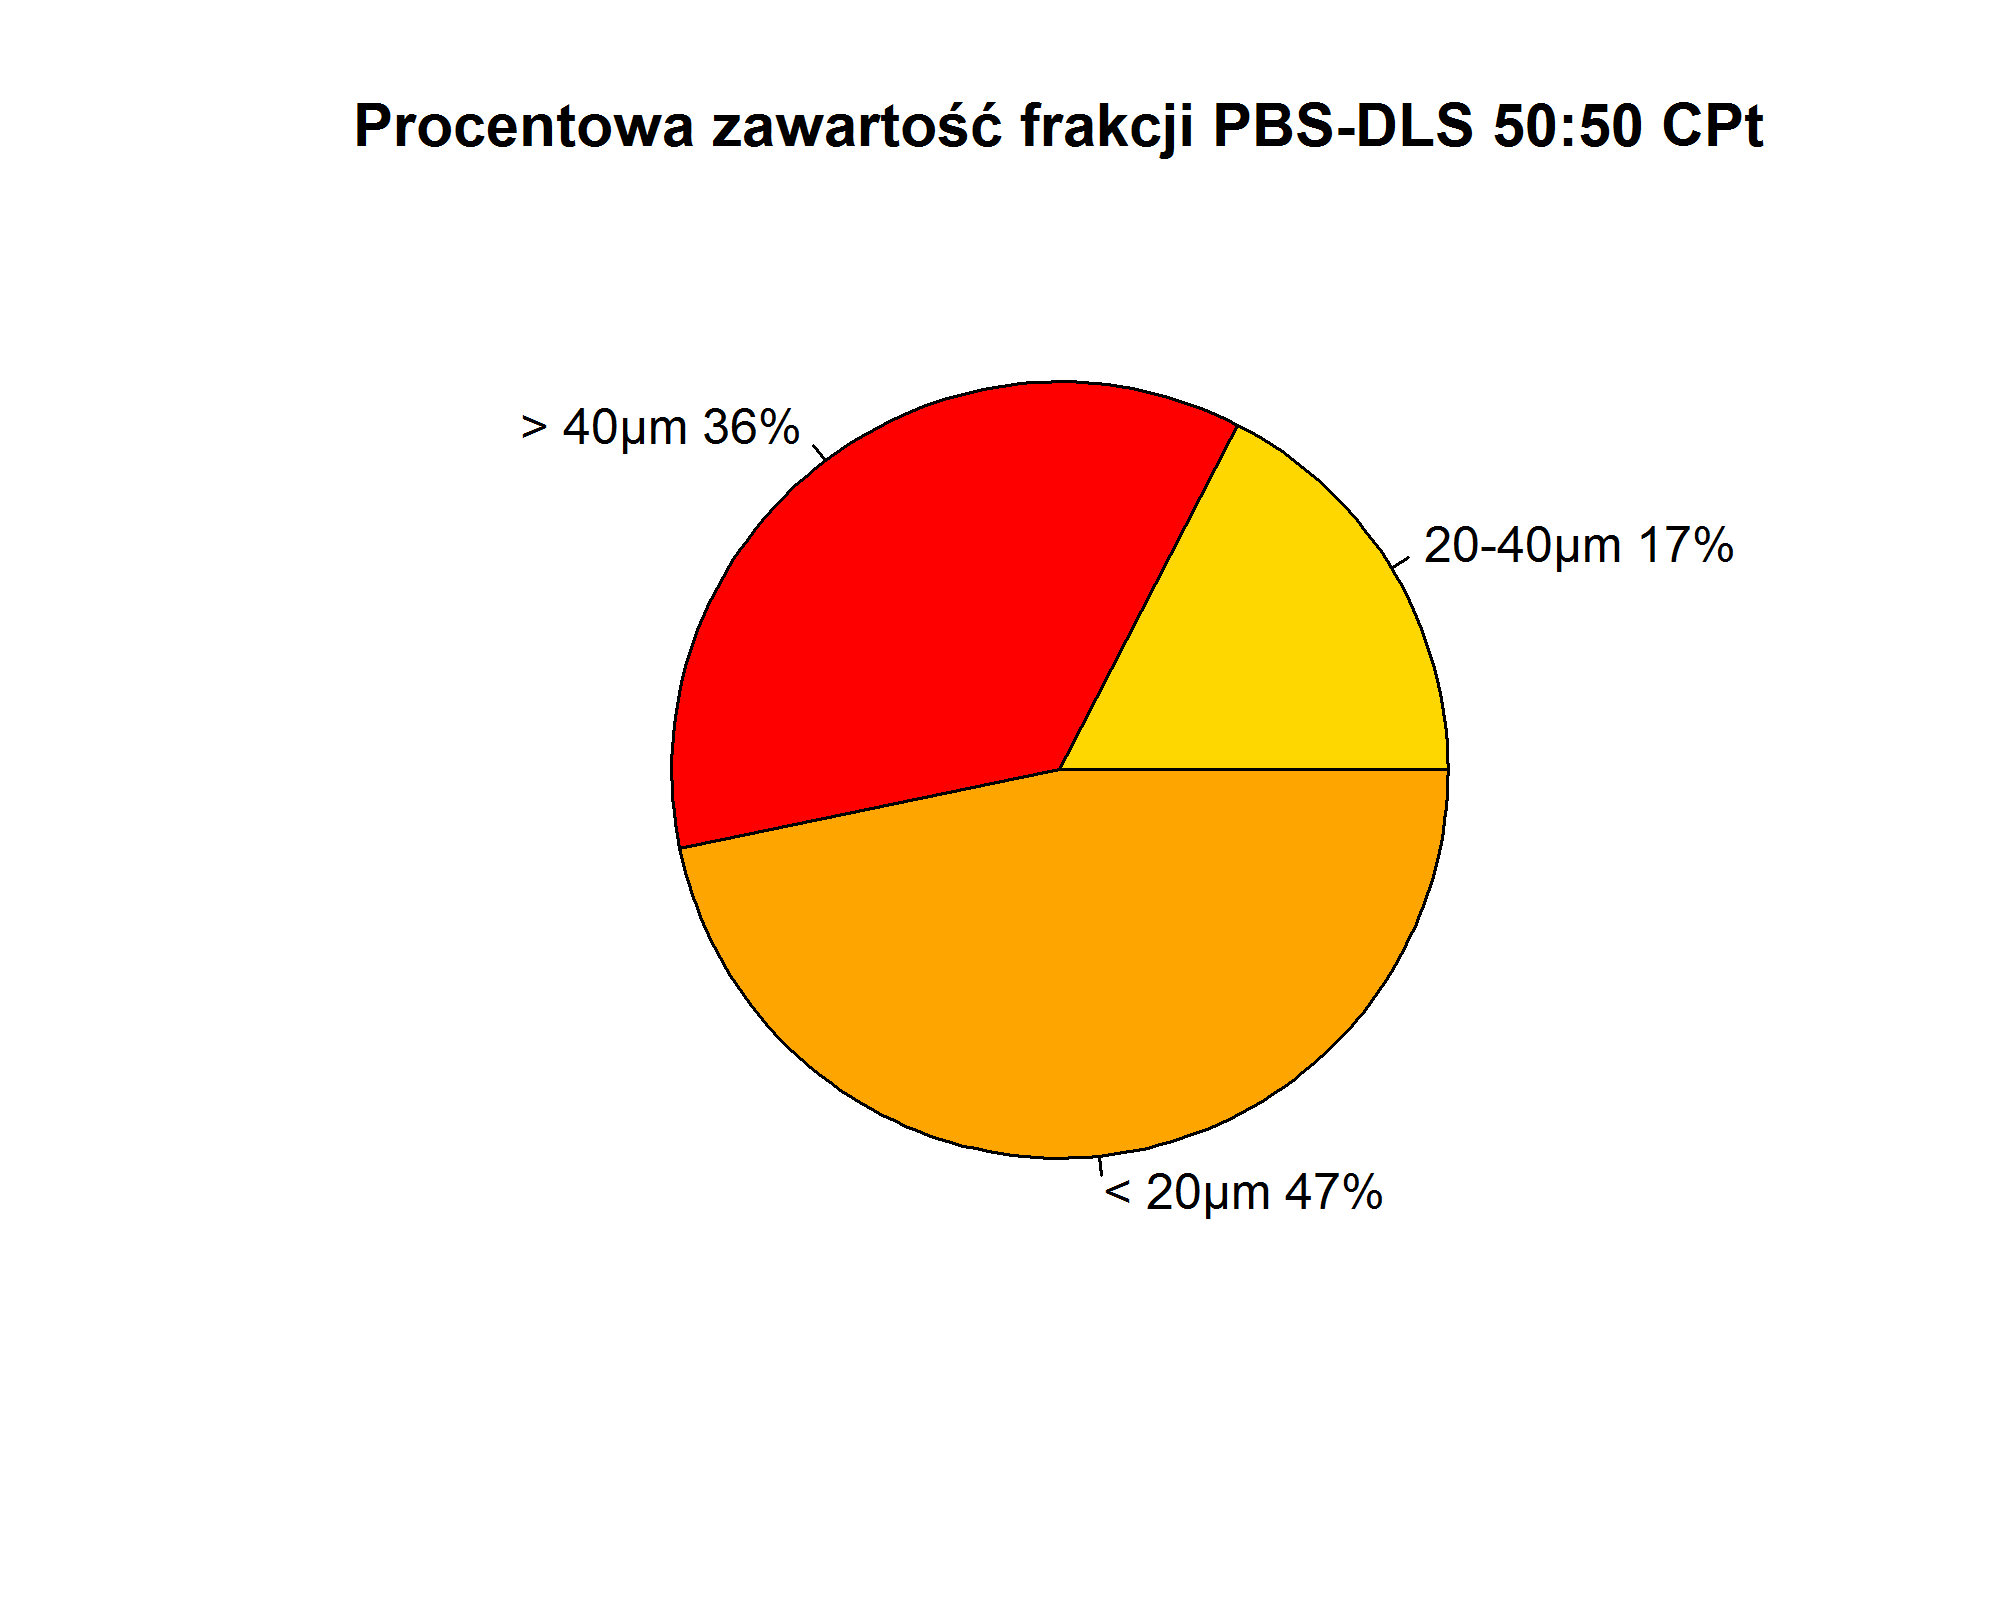 Procentowa zawartość frakcji PBS-DLS 50:50 CPt
> 40µm 36%
20-40µm 17%
< 20µm 47%